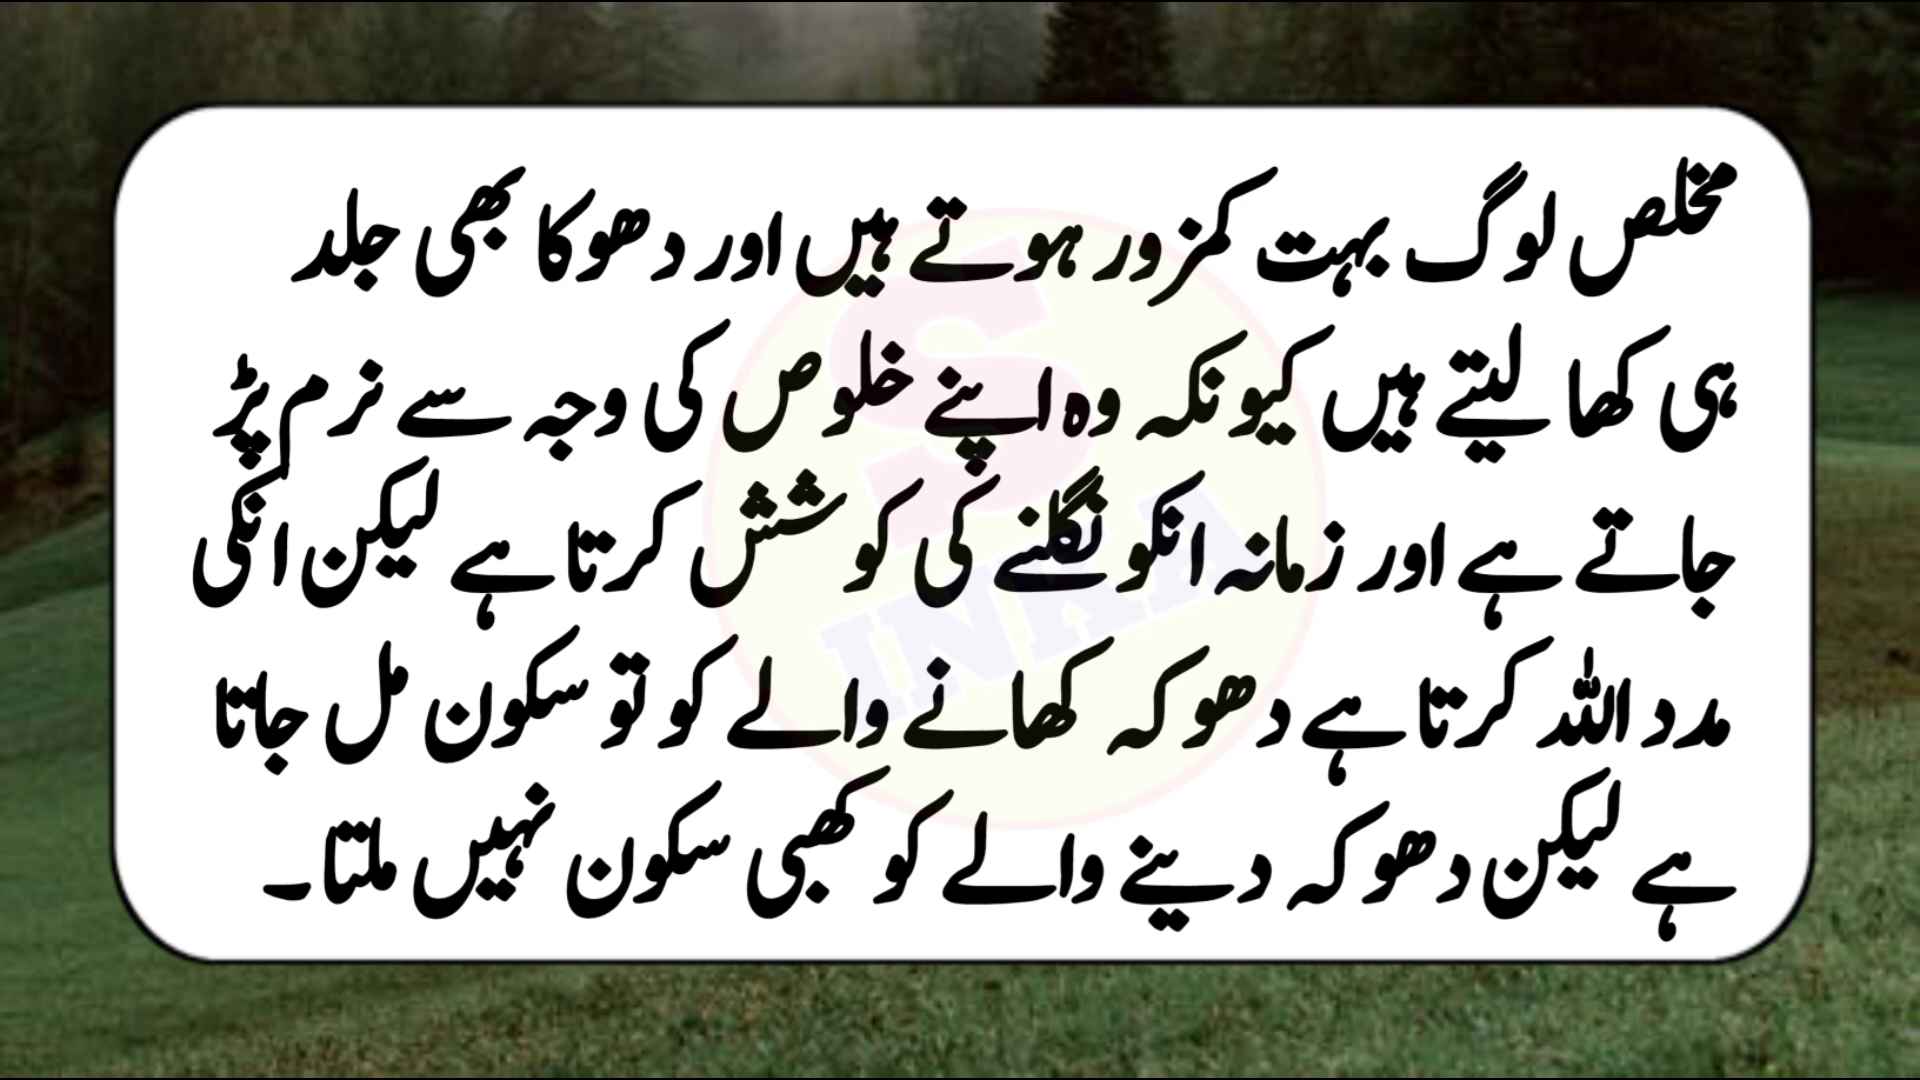 مخلص لوگ بہت کمزور ہوتے ہیں اور دھوکا بھی جلد
ہی کھا لیتے ہیں کیونکہ وہ اپنے خلوص کی وجہ سے نرم پڑ
جاتے ہے اور زمانہ انکو نگلنے کی کوشش کرتا ہے لیکن انکی
مدد اللہ کرتا ہے دھوکہ کھانے والے کو تو سکون مل جاتا
ہے لیکن دھوکہ دینے والے کو کھبی سکون نہیں ملتا۔
S
INKA